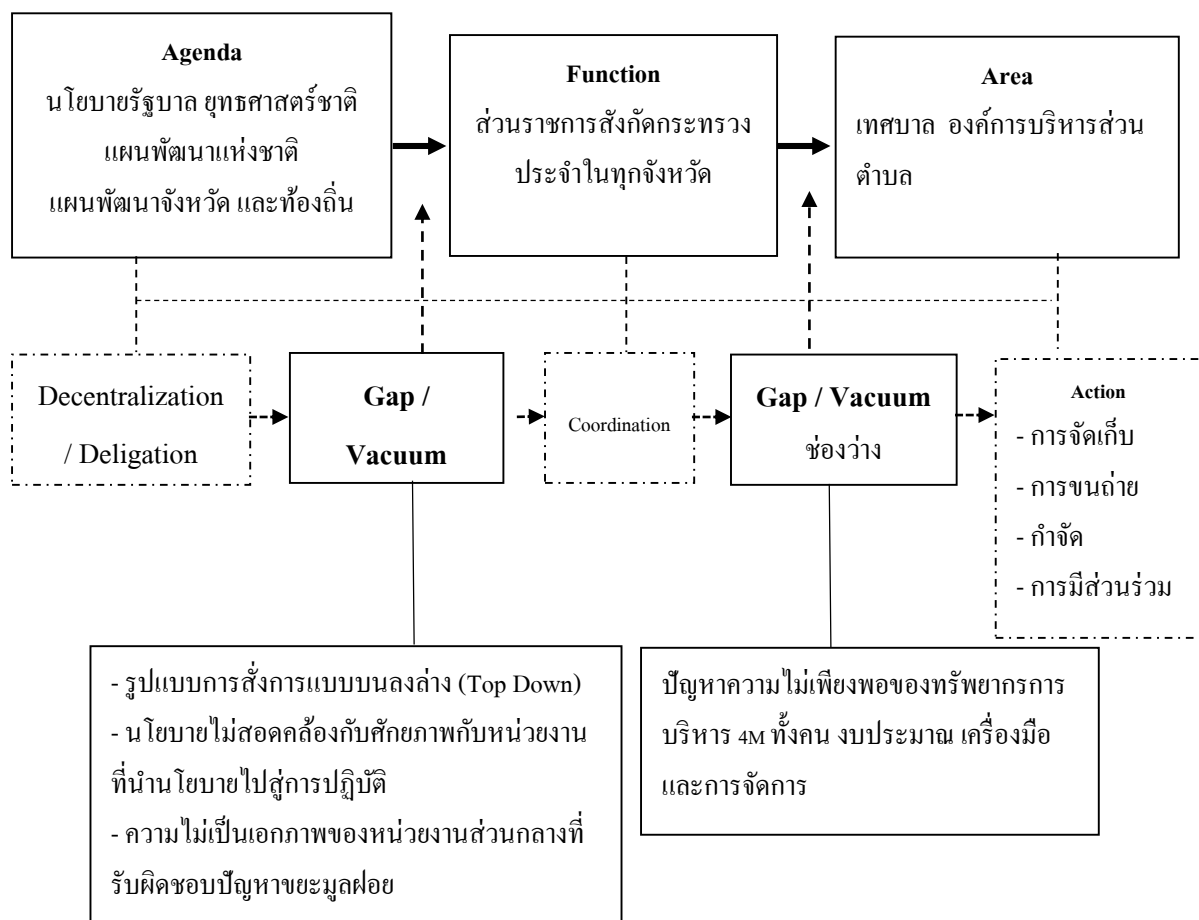 Agenda
นโยบายรัฐบาล ยุทธศาสตร์ชาติ
แผนพัฒนาแห่งชาติ
แผนพัฒนาจังหวัด และท้องถิ่น
Function
ส่วนราชการสังกัดกระทรวง
ประจำในทุกจังหวัด
Area
เทศบาล องค์การบริหารส่วน
ตำบล
Decentralization
/ Deligation
Gap /
Vacuum
Coordination
Gap / Vacuum
ช่องว่าง
Action
- การจัดเก็บ
- การขนถ่าย
- กำจัด
- การมีส่วนร่วม
- รูปแบบการสั่งการแบบบนลงล่าง (Top Down)
- นโยบายไม่สอดคล้องกับศักยภาพกับหน่วยงาน
ที่นำนโยบายไปสู่การปฏิบัติ
- ความไม่เป็นเอกภาพของหน่วยงานส่วนกลางที่
รับผิดชอบปัญหาขยะมูลฝอย
ปัญหาความไม่เพียงพอของทรัพยากรการ
บริหาร 4M ทั้งคน งบประมาณ เครื่องมือ
และการจัดการ